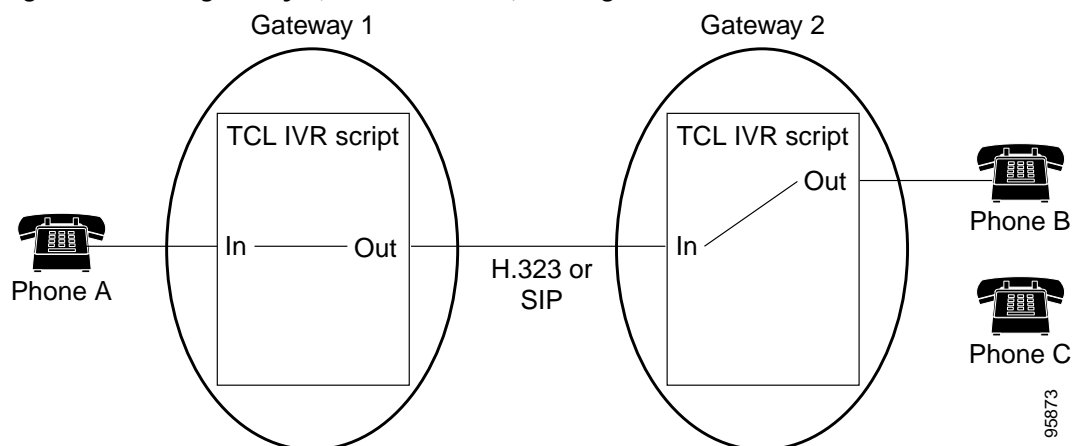 Gateway 1
Gateway 2
TCL IVR script
TCL IVR script
In
Out
In
Out
Phone A
H.323 or
SIP
Phone B
Phone C
95873